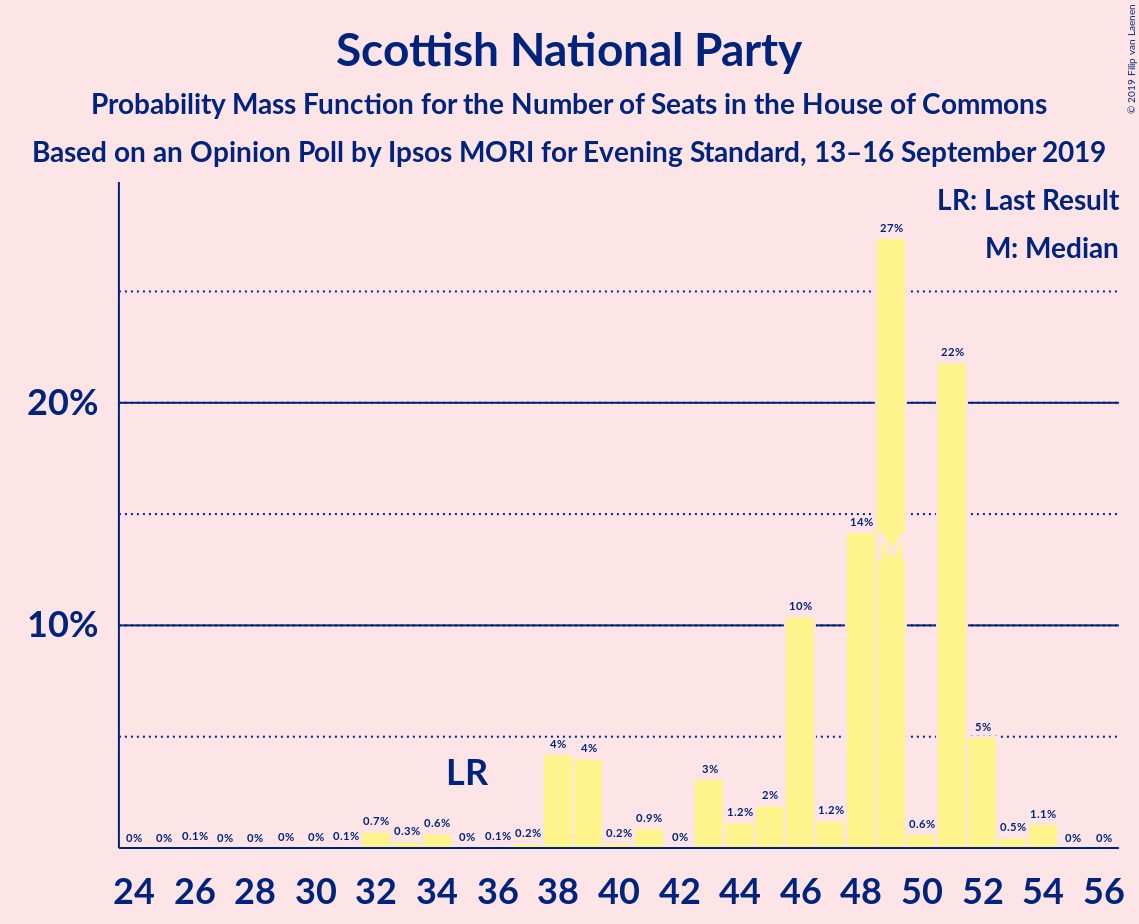 Scottish National Party
Probability Mass Function for the Number of Seats in the House of Commons
Based on an Opinion Poll by Ipsos MORI for Evening Standard, 13–16 September 2019
© 2019 Filip van Laenen
LR: Last Result
M: Median
20%
10%
0% 0% 0.1% 0% 0% 0% 0% 0.1% 0.7% 0.3% 0.6% 0% 0.1% 0.2% 4% 4% 0.2% 0.9% 0% 3% 1.2% 2% 10% 1.2% 14% 27% 0.6% 22% 5% 0.5% 1.1% 0% 0%
LR
M
24 26 28 30 32 34 36 38 40 42 44 46 48 50 52 54 56